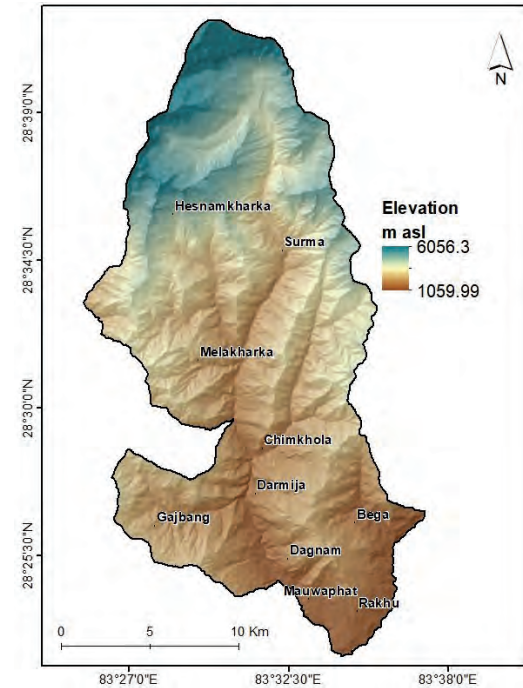 N
28°39'0"N
Hesnamkharka
Elevation
m asl
6056.3
1059.99
Surma
28°34'30"N
Melakharka
28°30'0"N
Chimkhola
Darmija
Gajbang
Bega
28°25'30"N
Dagnam
Mauwaphat
Rakhu
0 5 10 Km
83°27'0"E 83°32'30"E 83°38'0"E